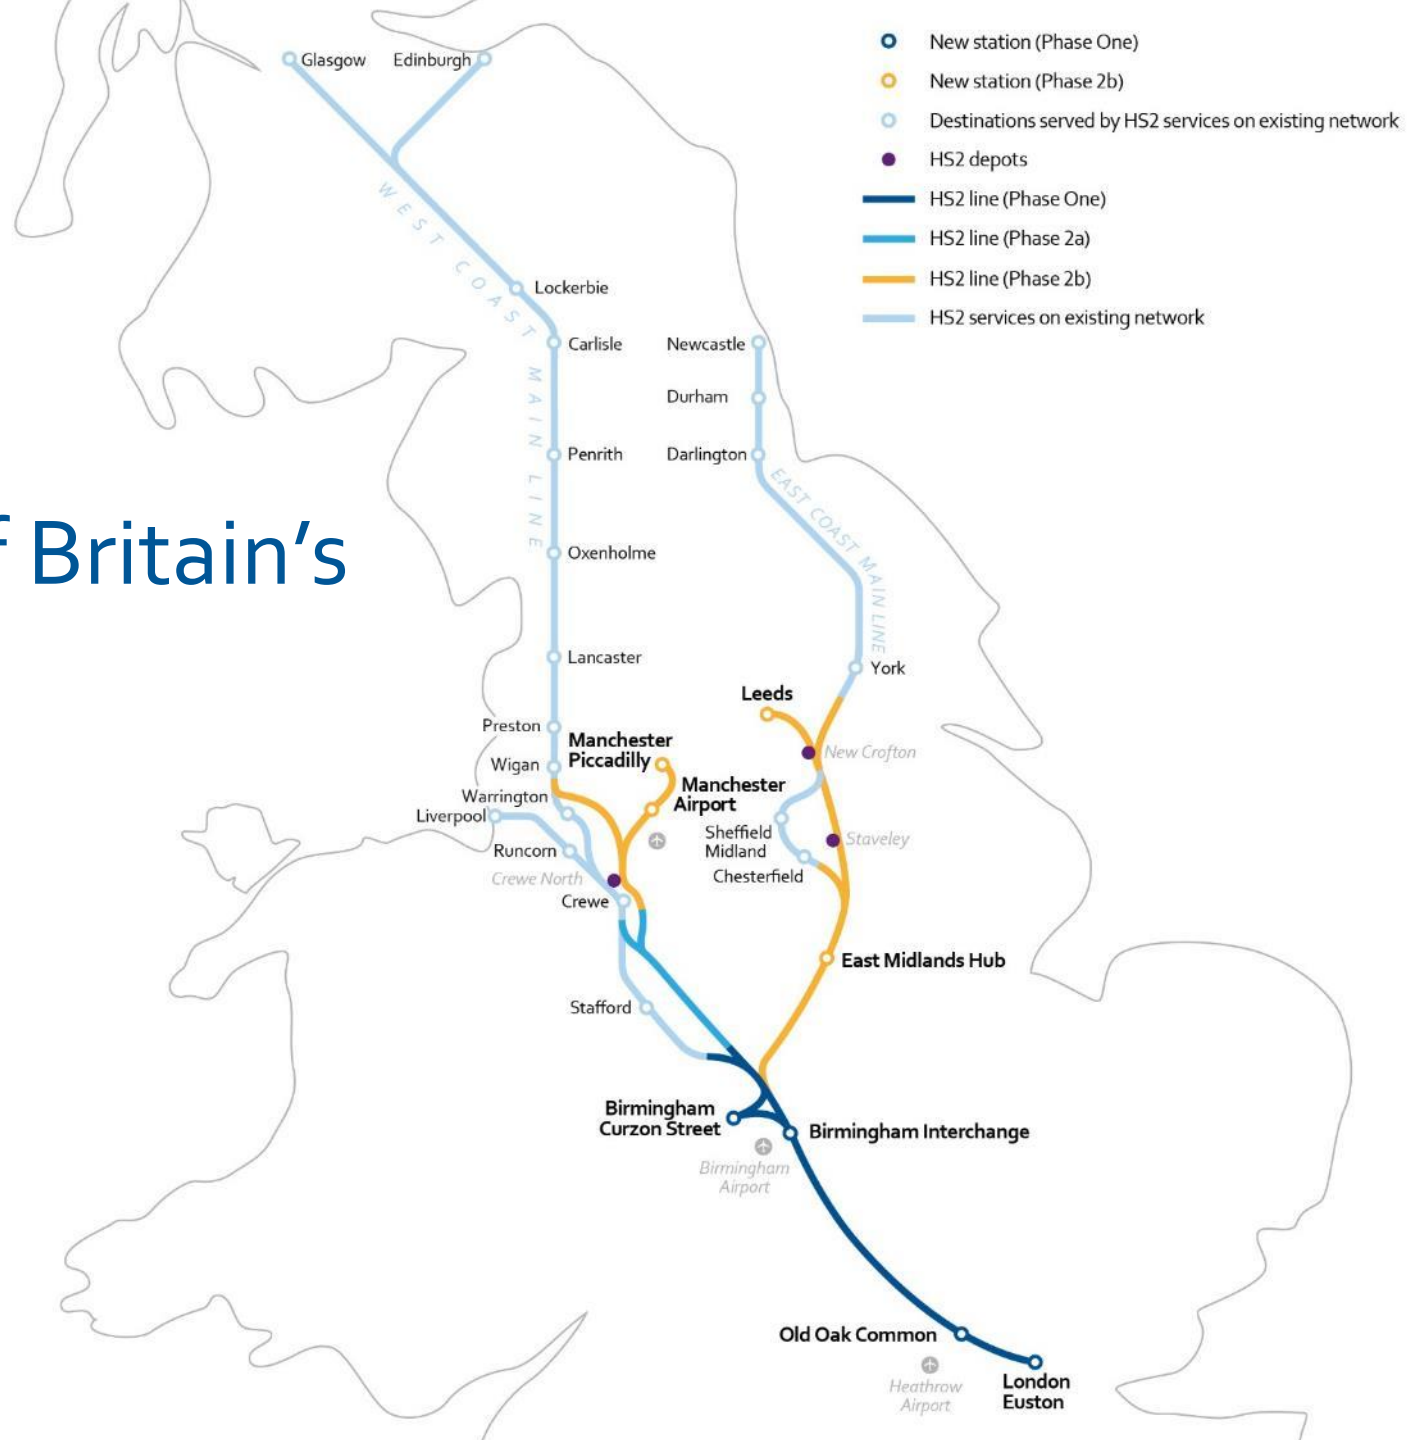 New station (Phase One)
New station (Phase 2b)
Destinations served by HS2 services on existing network
HS2 depots
HS2 line (Phase One)
HS2 line (Phase 2a)
HS2 line (Phase 2b)
HS2 services on existing network
f Britain’s
Glasgow
Edinburgh
WEST COAST MAIN LINE
Lockerbie
Carlisle
Newcastle
Durham
Penrith
Darlington
EAST COAST MAIN LINE
Oxenholme
Lancaster
York
Leeds
Preston
Manchester
Piccadilly
New Crofton
Wigan
Manchester
Airport
Warrington
Liverpool
Sheffield
Midland
Staveley
Runcorn
Chesterfield
Crewe North
Crewe
East Midlands Hub
Stafford
Birmingham
Curzon Street
Birmingham Interchange
Birmingham
Airport
Old Oak Common
Heathrow
Airport
London
Euston